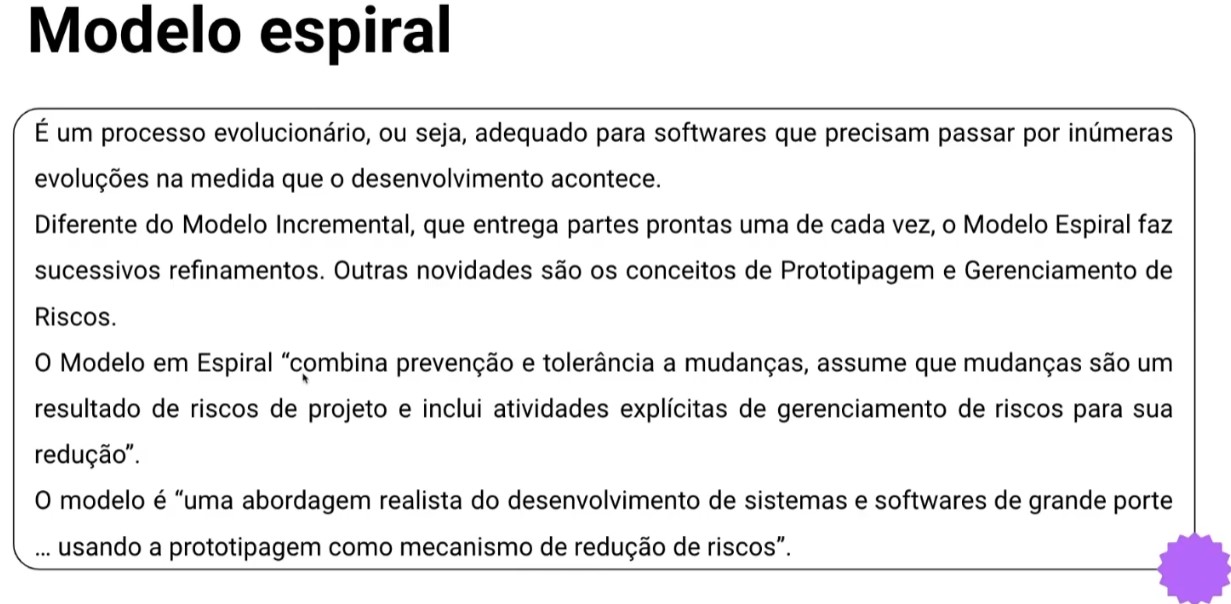 Modelo espiral
É um processo evolucionário, ou seja, adequado para softwares que precisam passar por inúmeras
evoluções na medida que o desenvolvimento acontece.
Diferente do Modelo Incremental, que entrega partes prontas uma de cada vez, o Modelo Espiral faz
sucessivos refinamentos. Outras novidades são os conceitos de Prototipagem e Gerenciamento de
Riscos.
O Modelo em Espiral “combina prevenção e tolerância a mudanças, assume que mudanças são um
resultado de riscos de projeto e inclui atividades explícitas de gerenciamento de riscos para sua
redução”.
O modelo é “uma abordagem realista do desenvolvimento de sistemas e softwares de grande porte
... usando a prototipagem como mecanismo de redução de riscos”.